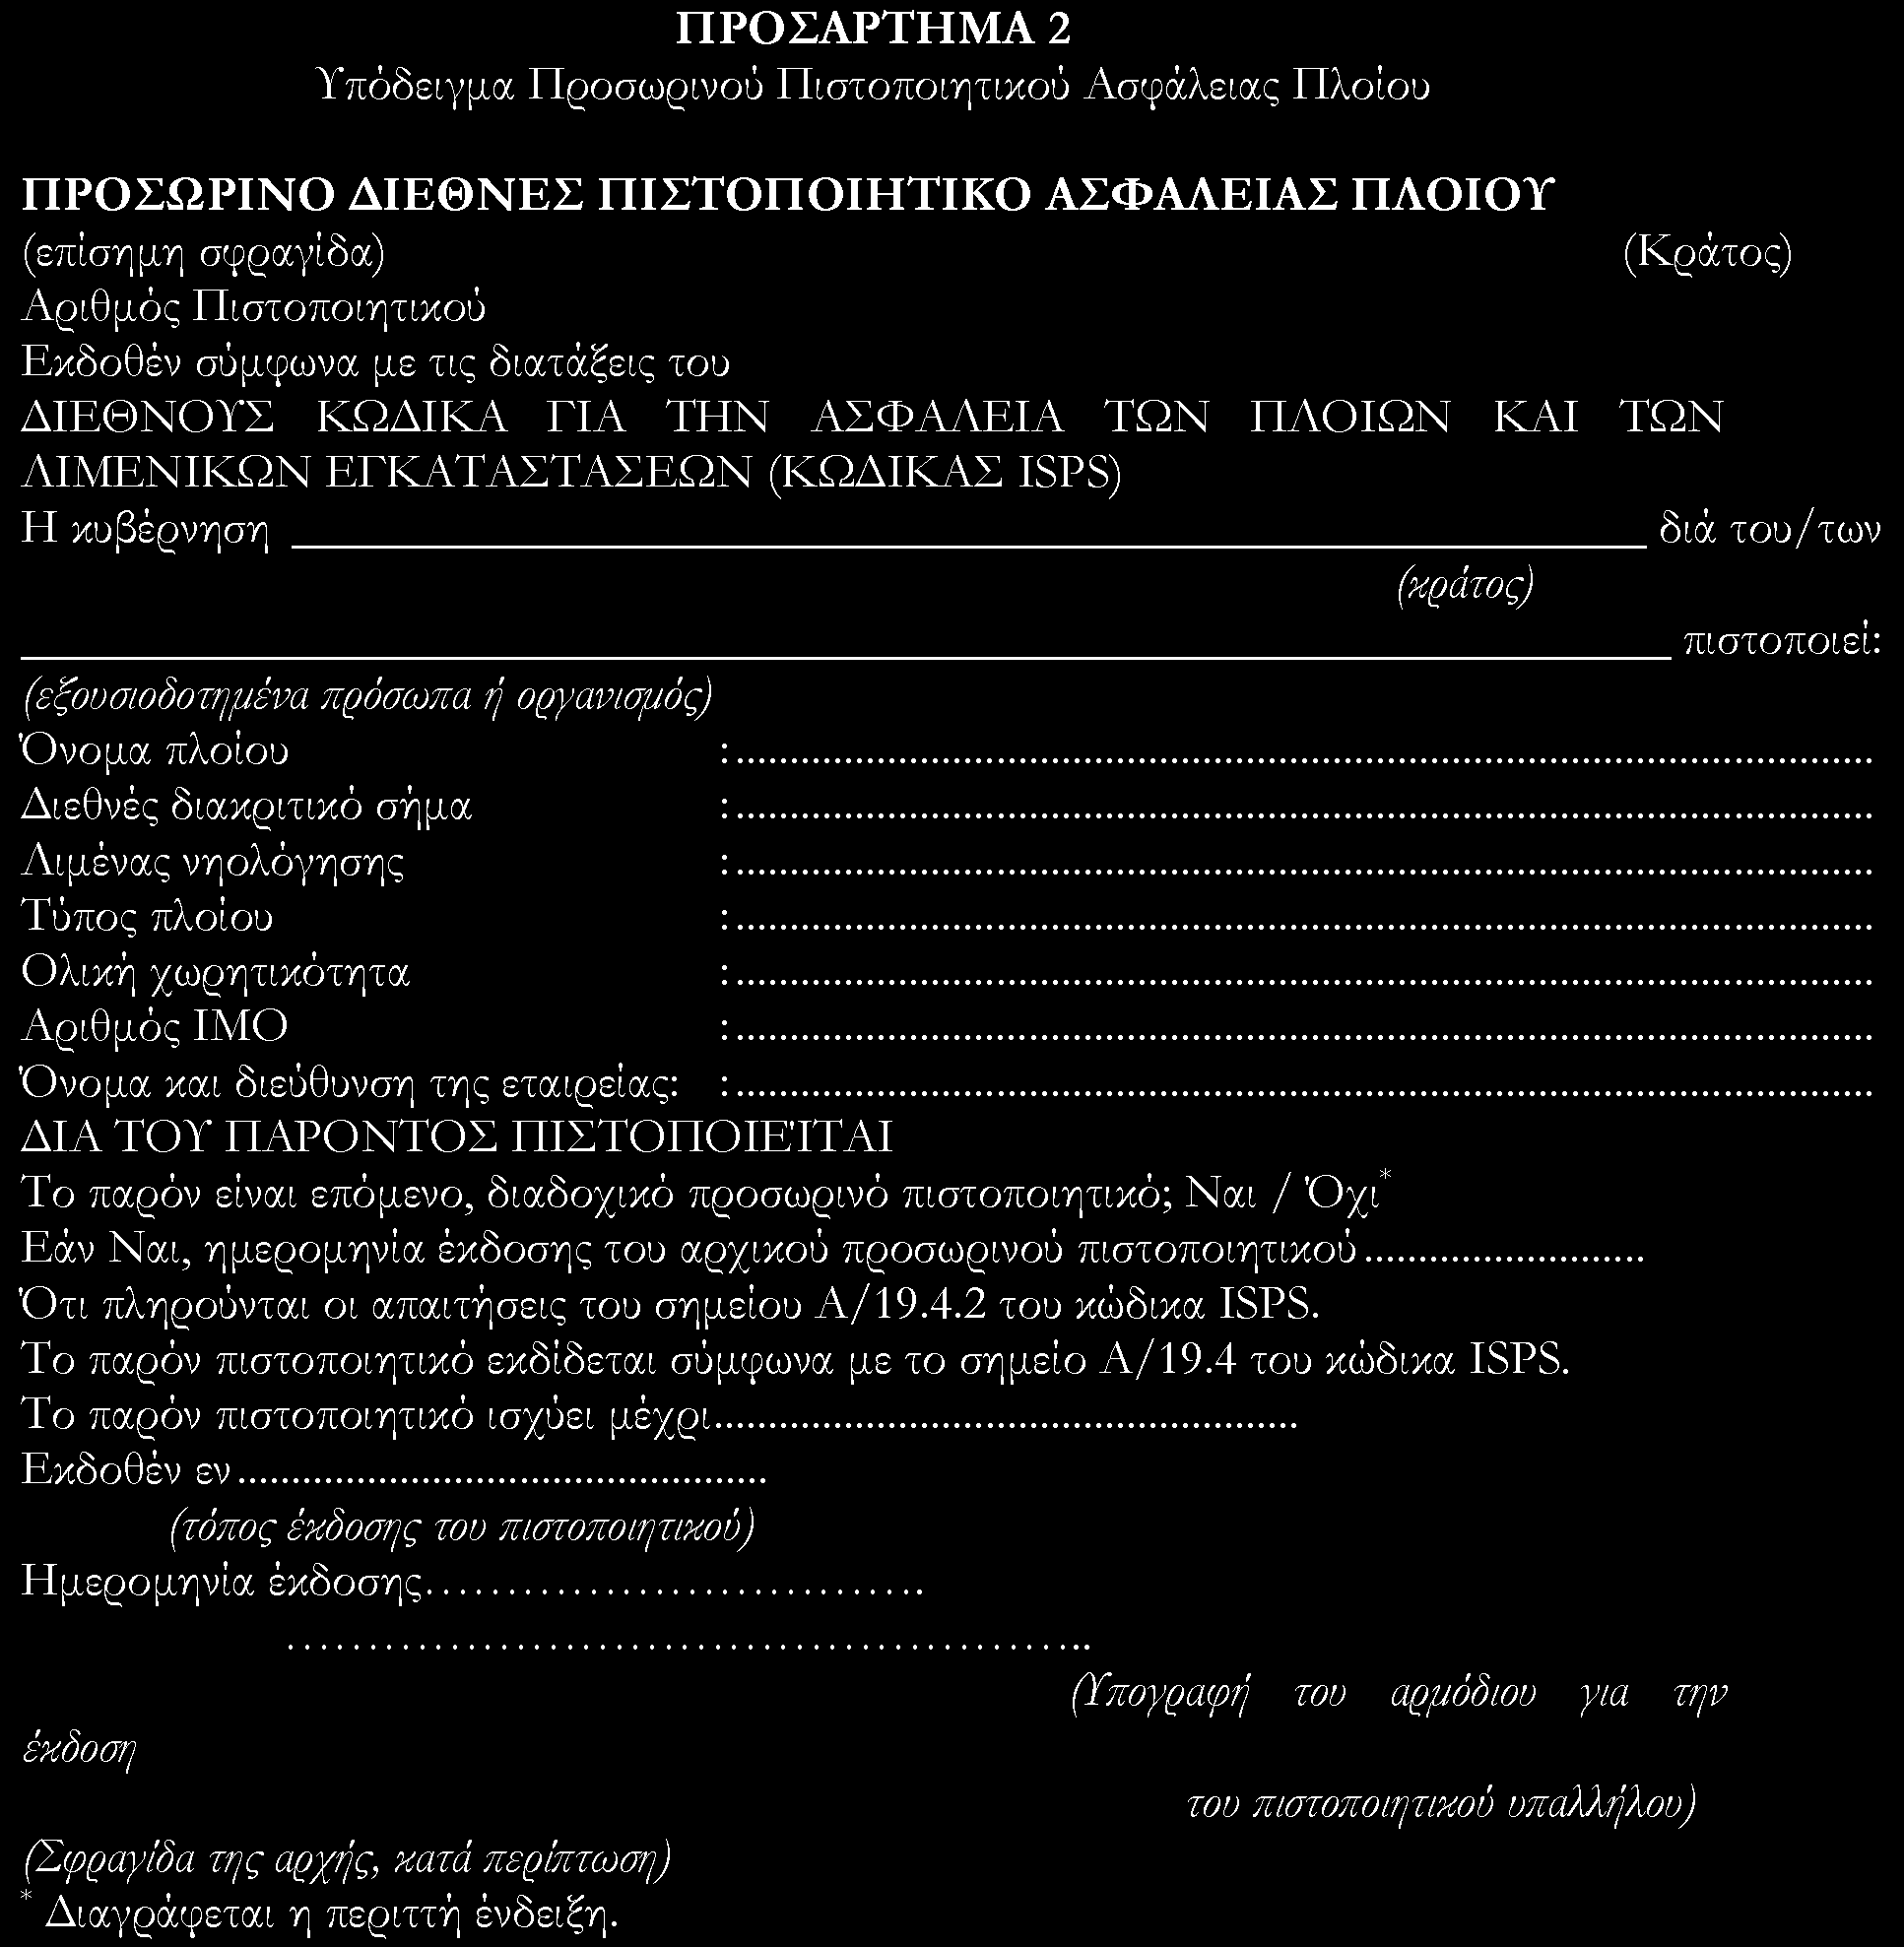 ΠΡΟΣΑΡΤΗΜΑ 2
Υπόδειγμα Προσωρινού Πιστοποιητικού Ασφάλειας Πλοίου
ΠΡΟΣΩΡΙΝΟ ΔΙΕΘΝΕΣ ΠΙΣΤΟΠΟΙΗΤΙΚΟ ΑΣΦΑΛΕΙΑΣ ΠΛΟΙΟΥ
(επίσημη σφραγίδα) (Κράτος)
Αριθμός Πιστοποιητικού
Εκδοθέν σύμφωνα με τις διατάξεις του
ΔΙΕΘΝΟΥΣ ΚΩΔΙΚΑ ΓΙΑ ΤΗΝ ΑΣΦΑΛΕΙΑ ΤΩΝ ΠΛΟΙΩΝ ΚΑΙ ΤΩΝ
ΛΙΜΕΝΙΚΩΝ ΕΓΚΑΤΑΣΤΑΣΕΩΝ (ΚΩΔΙΚΑΣ ISPS)
Η κυβέρνηση ____________________ διά του/των
(κράτος)
____________________ πιστοποιεί:
(εξουσιοδοτημένα πρόσωπα ή οργανισμός)
Όνομα πλοίου :....................
Διεθνές διακριτικό σήμα :....................
Λιμένας νηολόγησης :....................
Τύπος πλοίου :....................
Ολική χωρητικότητα :....................
Αριθμός ΙΜΟ :....................
Όνομα και διεύθυνση της εταιρείας: :....................
ΔΙΑ ΤΟΥ ΠΑΡΟΝΤΟΣ ΠΙΣΤΟΠΟΙΕΊΤΑΙ
Το παρόν είναι επόμενο, διαδοχικό προσωρινό πιστοποιητικό; Ναι / Όχι*
Εάν Ναι, ημερομηνία έκδοσης του αρχικού προσωρινού πιστοποιητικού....................
Ότι πληρούνται οι απαιτήσεις του σημείου Α/19.4.2 του κώδικα ISPS.
Το παρόν πιστοποιητικό εκδίδεται σύμφωνα με το σημείο Α/19.4 του κώδικα ISPS.
Το παρόν πιστοποιητικό ισχύει μέχρι....................
Εκδοθέν εν....................
(τόπος έκδοσης του πιστοποιητικού)
Ημερομηνία έκδοσης....................
....................
(Υπογραφή του αρμόδιου για την
έκδοση
του πιστοποιητικού υπαλλήλου)
(Σφραγίδα της αρχής, κατά περίπτωση)
* Διαγράφεται η περιττή ένδειξη.